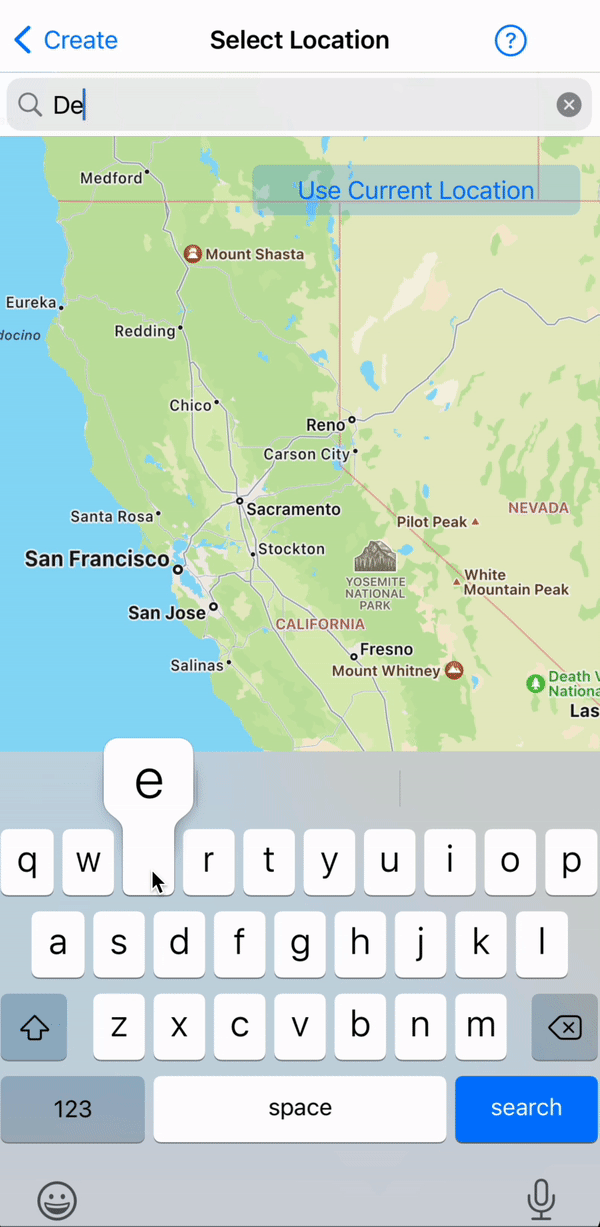 Create
Select Location
?
De
Use Current Location
Medford
Mount Shasta
Eureka
docino
Redding
Chico
Reno
Carson City
Sacramento
Santa Rosa
Pilot Peak
NEVADA
San Francisco
Stockton
YOSEMITE
NATIONAL
PARK
White
Mountain Peak
San Jose
CALIFORNIA
Fresno
Salinas
Mount Whitney
Death V
Nationa
Las
e
q w r t y u i o p
a s d f g h j k l
z x c v b n m
123 space search